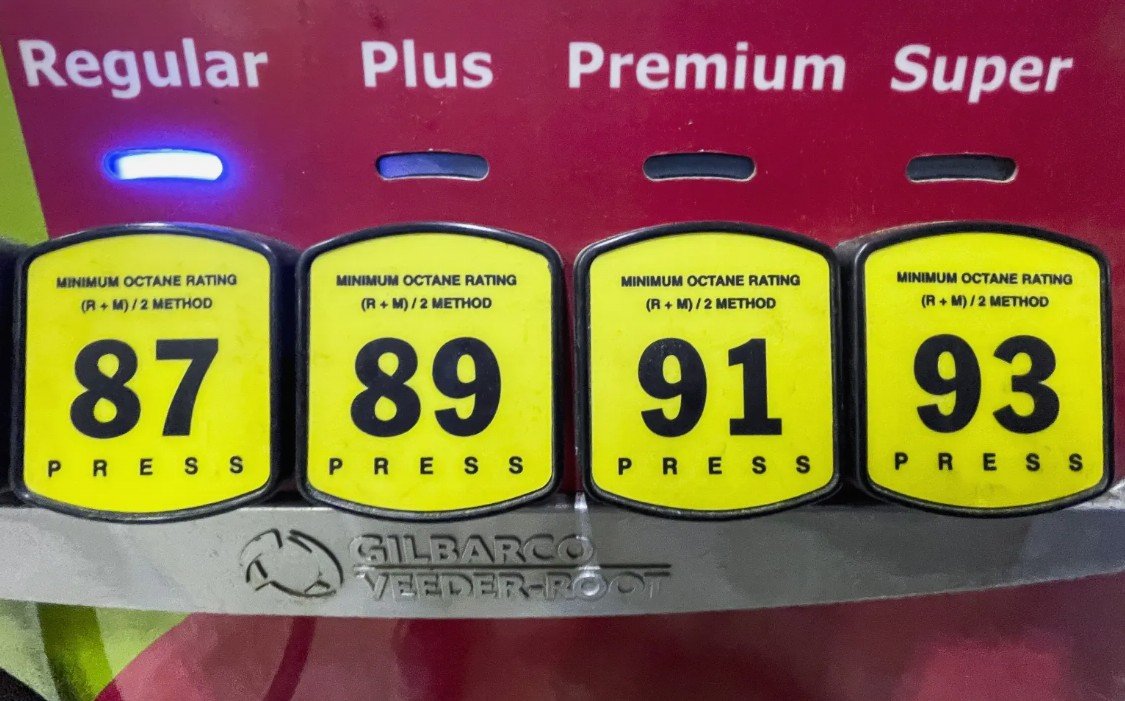 Regular Plus Premium Super
MINIMUM OCTANE RATING
(R + M) / 2 METHOD
87
PRESS
MINIMUM OCTANE RATING
(R + M) / 2 METHOD
89
PRESS
MINIMUM OCTANE RATING
(R + M) / 2 METHOD
91
PRESS
MINIMUM OCTANE RATING
(R + M) / 2 METHOD
93
PRESS
GILBARCO
VEEDER-ROOT